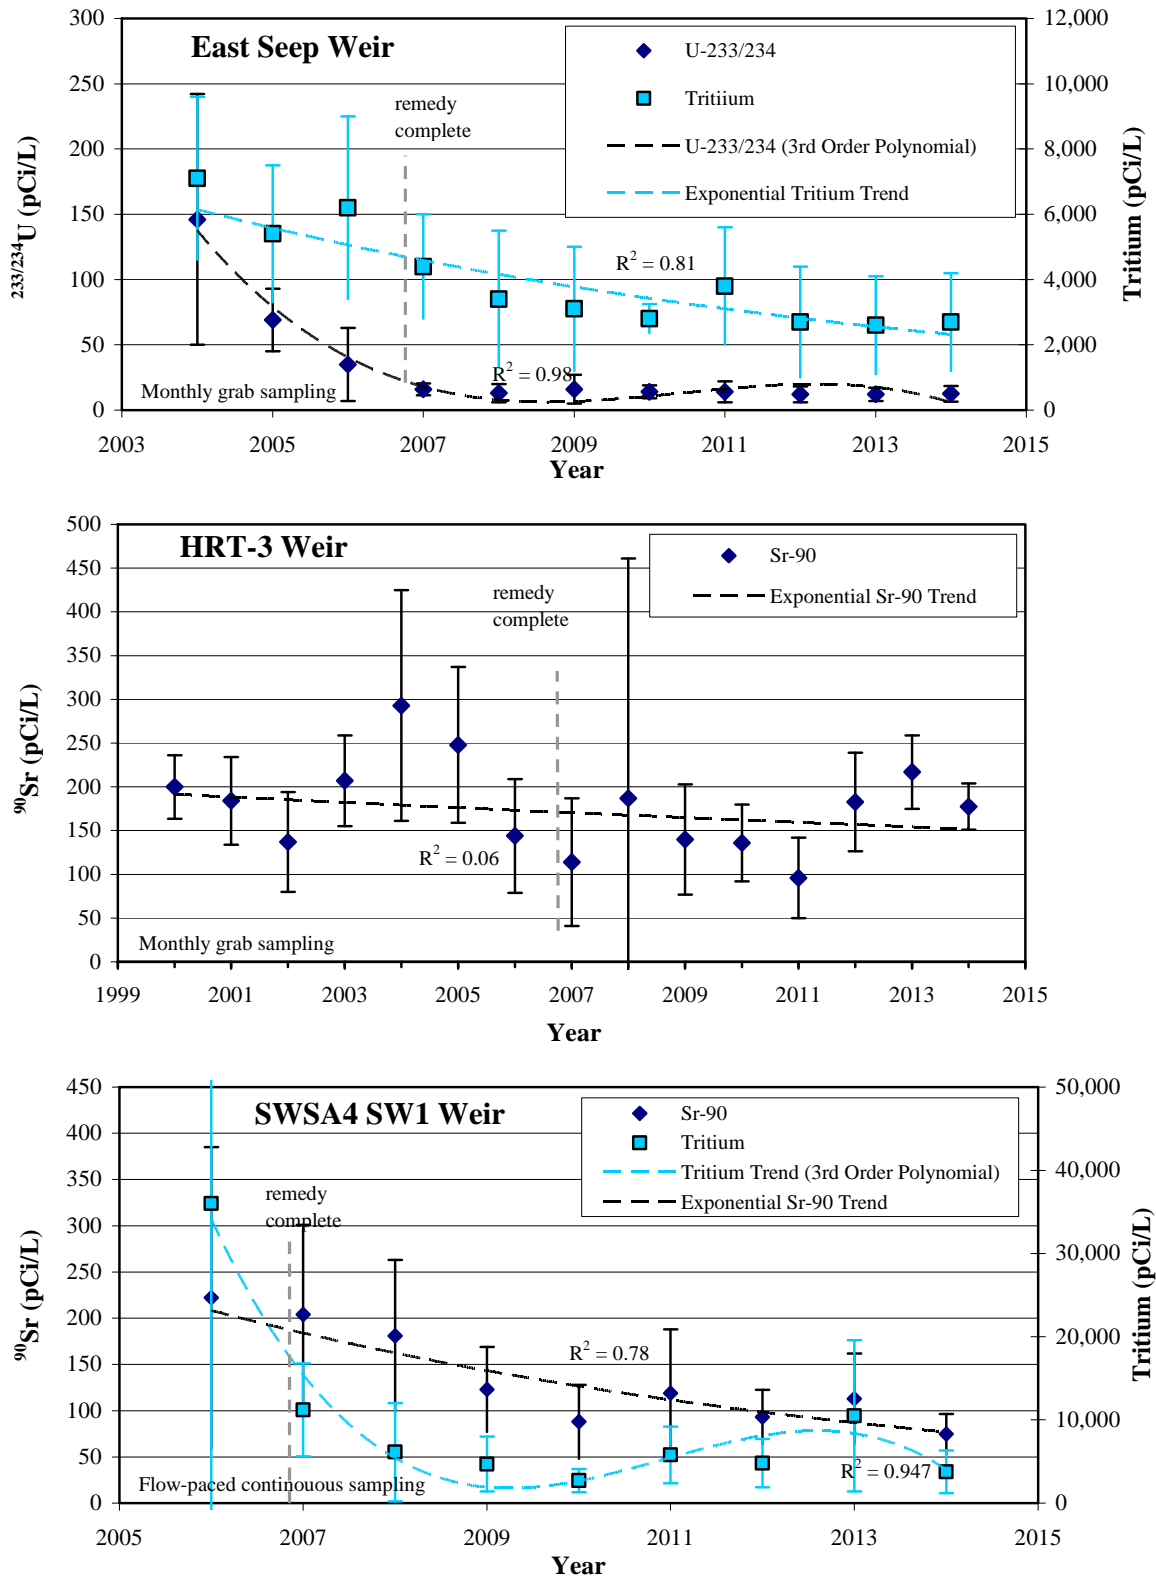 East Seep Weir
300
250
200
150
100
50
0
12,000
10,000
8,000
6,000
4,000
2,000
0
U-233/234
Tritiium
U-233/234 (3rd Order Polynomial)
Exponential Tritium Trend
remedy
complete
R2 = 0.81
R2 = 0.98
Monthly grab sampling
233/234U (pCi/L)
Tritium (pCi/L)
2003 2005 2007 2009 2011 2013 2015
Year
HRT-3 Weir
500
450
400
350
300
250
200
150
100
50
0
Sr-90
Exponential Sr-90 Trend
remedy
complete
R2 = 0.06
Monthly grab sampling
90Sr (pCi/L)
1999 2001 2003 2005 2007 2009 2011 2013 2015
Year
SWSA4 SW1 Weir
450
400
350
300
250
200
150
100
50
0
50,000
40,000
30,000
20,000
10,000
0
Sr-90
Tritium
Tritium Trend (3rd Order Polynomial)
Exponential Sr-90 Trend
remedy
complete
R2 = 0.78
R2 = 0.947
Flow-paced continouous sampling
90Sr (pCi/L)
Tritium (pCi/L)
2005 2007 2009 2011 2013 2015
Year